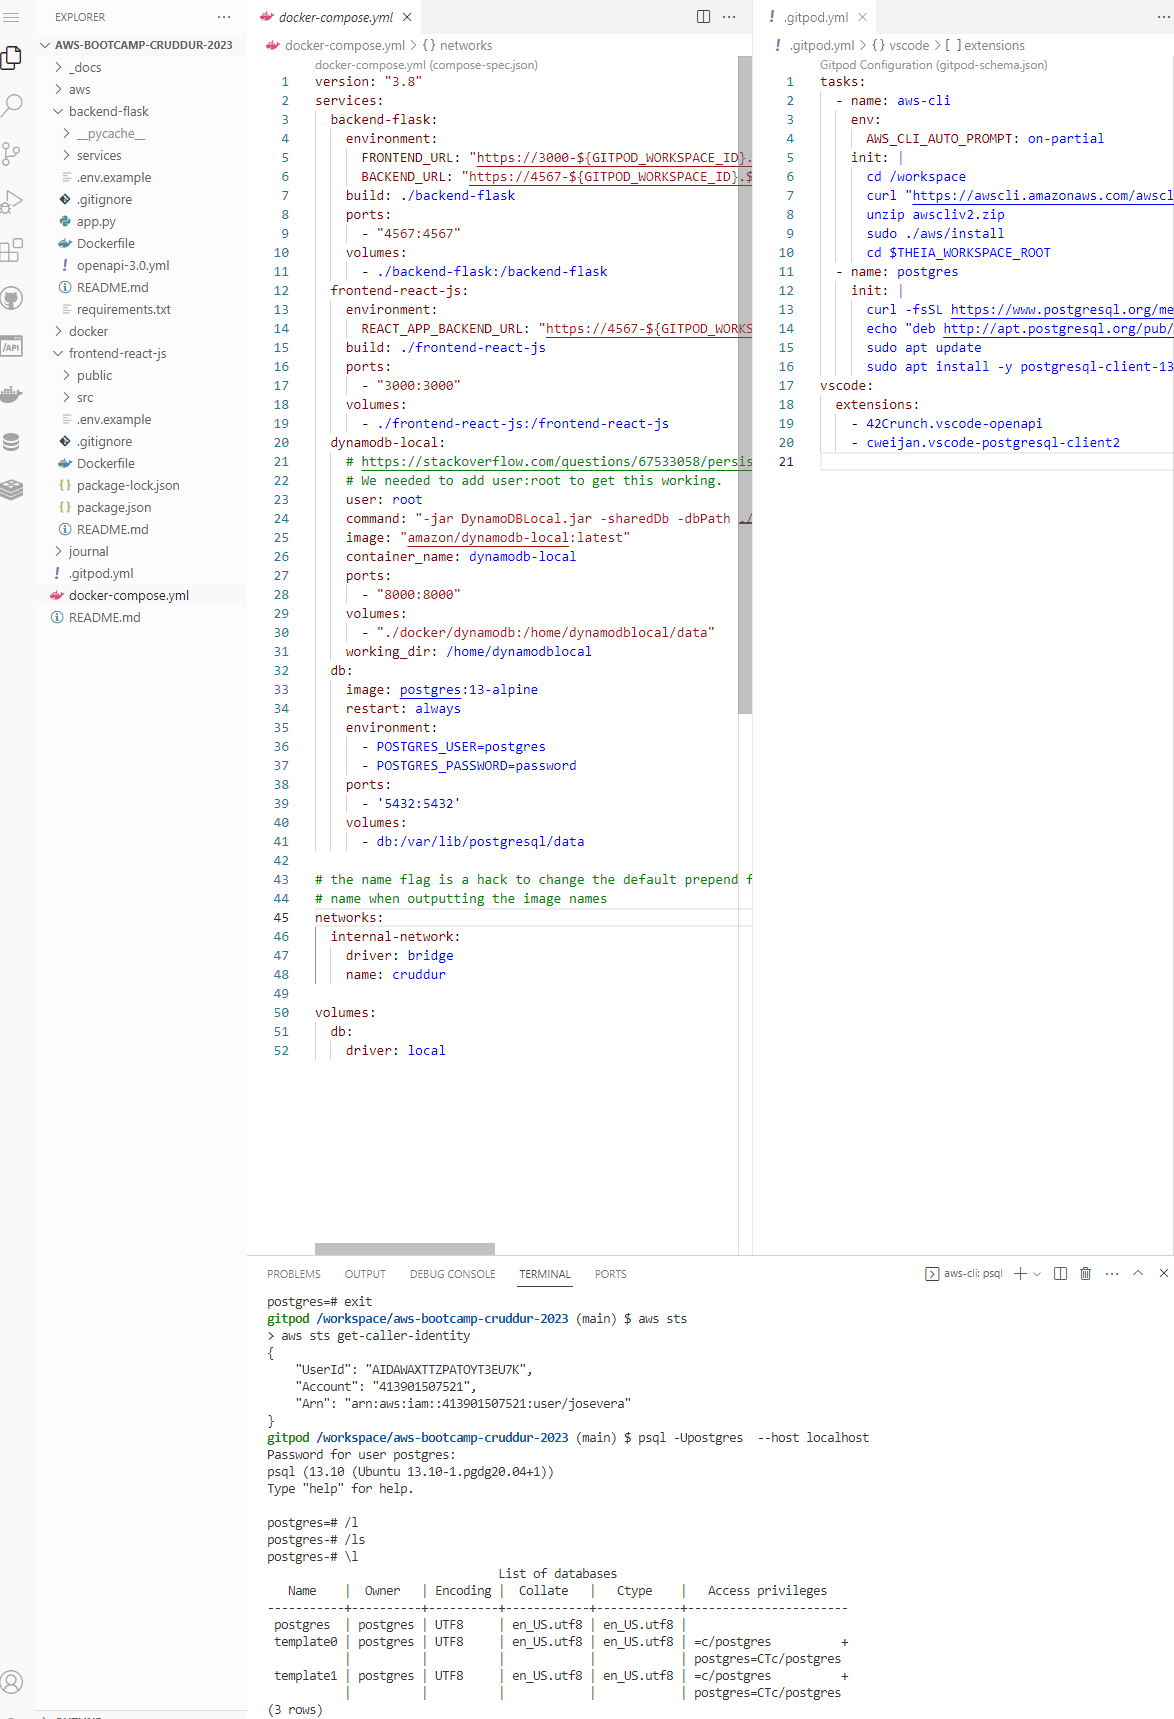 EXPLORER
AWS-BOOTCAMP-CRUDDUR-2023
_docs
aws
backend-flask
__pycache__
services
.env.example
.gitignore
app.py
Dockerfile
openapi-3.0.yml
README.md
requirements.txt
docker
frontend-react-js
public
src
.env.example
.gitignore
Dockerfile
package-lock.json
package.json
README.md
journal
.gitpod.yml
docker-compose.yml
README.md
docker-compose.yml
docker-compose.yml > {} networks
docker-compose.yml (compose-spec.json)
1 version: "3.8"
2 services:
3 backend-flask:
4 environment:
5 FRONTEND_URL: "https://3000-${GITPOD_WORKSPACE_ID}.
6 BACKEND_URL: "https://4567-${GITPOD_WORKSPACE_ID}.$
7 build: ./backend-flask
8 ports:
9 - "4567:4567"
10 volumes:
11 - ./backend-flask:/backend-flask
12 frontend-react-js:
13 environment:
14 REACT_APP_BACKEND_URL: "https://4567-${GITPOD_WORKS
15 build: ./frontend-react-js
16 ports:
17 - "3000:3000"
18 volumes:
19 - ./frontend-react-js:/frontend-react-js
20 dynamodb-local:
21 # https://stackoverflow.com/questions/67533058/persis
22 # We needed to add user:root to get this working.
23 user: root
24 command: "-jar DynamoDBLocal.jar -sharedDb -dbPath ./
25 image: "amazon/dynamodb-local:latest"
26 container_name: dynamodb-local
27 ports:
28 - "8000:8000"
29 volumes:
30 - "./docker/dynamodb:/home/dynamodblocal/data"
31 working_dir: /home/dynamodblocal
32 db:
33 image: postgres:13-alpine
34 restart: always
35 environment:
36 - POSTGRES_USER=postgres
37 - POSTGRES_PASSWORD=password
38 ports:
39 - '5432:5432'
40 volumes:
41 - db:/var/lib/postgresql/data
42
43 # the name flag is a hack to change the default prepend f
44 # name when outputting the image names
45 networks:
46 internal-network:
47 driver: bridge
48 name: cruddur
49
50 volumes:
51 db:
52 driver: local
.gitpod.yml
.gitpod.yml > {} vscode > [ ] extensions
Gitpod Configuration (gitpod-schema.json)
1 tasks:
2 - name: aws-cli
3 env:
4 AWS_CLI_AUTO_PROMPT: on-partial
5 init: |
6 cd /workspace
7 curl "https://awscli.amazonaws.com/awscl
8 unzip awscliv2.zip
9 sudo ./aws/install
10 cd $THEIA_WORKSPACE_ROOT
11 - name: postgres
12 init: |
13 curl -fsSL https://www.postgresql.org/me
14 echo "deb http://apt.postgresql.org/pub/
15 sudo apt update
16 sudo apt install -y postgresql-client-13
17 vscode:
18 extensions:
19 - 42Crunch.vscode-openapi
20 - cweijan.vscode-postgresql-client2
21
PROBLEMS OUTPUT DEBUG CONSOLE TERMINAL PORTS aws-cli: psql
postgres=# exit
gitpod /workspace/aws-bootcamp-cruddur-2023 (main) $ aws sts
> aws sts get-caller-identity
{
"UserId": "AIDAWAXTTZPATOYT3EU7K",
"Account": "413901507521",
"Arn": "arn:aws:iam::413901507521:user/josevera"
}
gitpod /workspace/aws-bootcamp-cruddur-2023 (main) $ psql -Upostgres --host localhost
Password for user postgres:
psql (13.10 (Ubuntu 13.10-1.pgdg20.04+1))
Type "help" for help.
postgres=# /l
postgres-# /ls
postgres-# \l
List of databases
Name | Owner | Encoding | Collate | Ctype | Access privileges
-----------+----------+----------+------------+------------+-----------------------
postgres | postgres | UTF8 | en_US.utf8 | en_US.utf8 |
template0 | postgres | UTF8 | en_US.utf8 | en_US.utf8 | =c/postgres +
| | | | | postgres=CTc/postgres
template1 | postgres | UTF8 | en_US.utf8 | en_US.utf8 | =c/postgres +
| | | | | postgres=CTc/postgres
(3 rows)